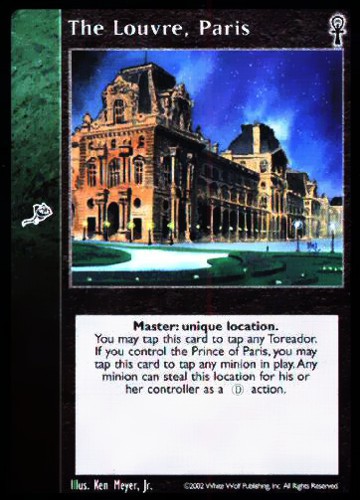 The Louvre, Paris
Master: unique location.
You may tap this card to tap any Toreador.
If you control the Prince of Paris, you may
tap this card to tap any minion in play. Any
minion can steal this location for his or
her controller as a Ⓓ action.
Illus. Ken Meyer, Jr.
©2002 White Wolf Publishing, Inc. All Rights Reserved.